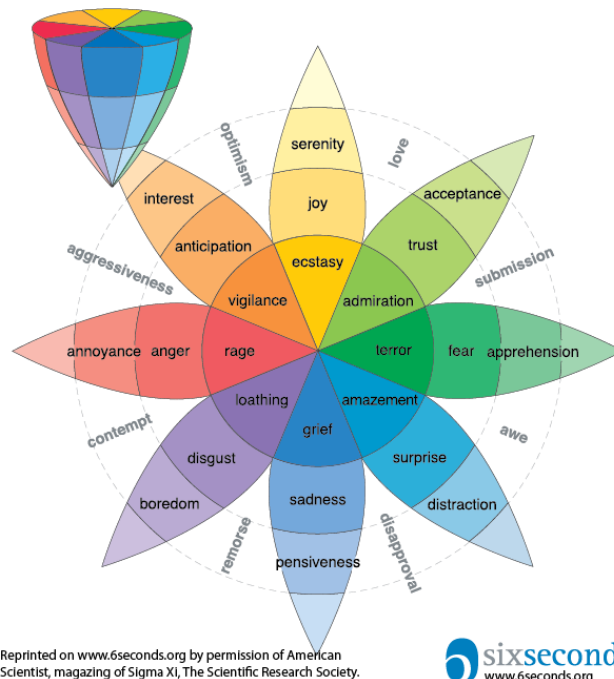 optimism
love
serenity
interest
acceptance
joy
anticipation
trust
aggressiveness
submission
ecstasy
vigilance
admiration
annoyance
anger
rage
terror
fear
apprehension
loathing
amazement
grief
contempt
awe
disgust
surprise
boredom
sadness
distraction
remorse
disapproval
pensiveness
Reprinted on www.6seconds.org by permission of American
Scientist, magazing of Sigma Xi, The Scientific Research Society.
sixsecond
www.6seconds.org